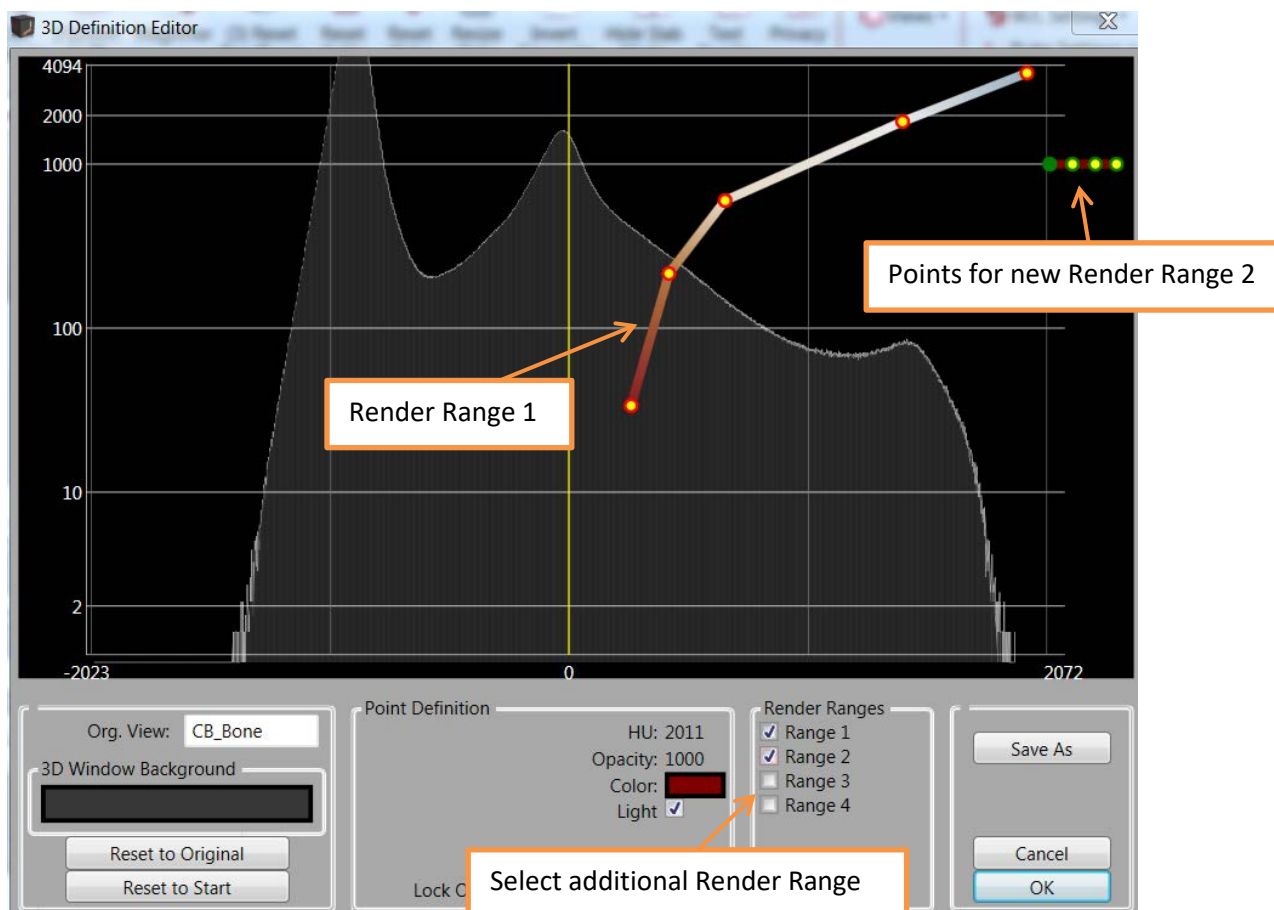 3D Definition Editor
4094
2000
1000
Points for new Render Range 2
100
Render Range 1
10
2
-2023 0 2072
Org. View: CB_Bone
3D Window Background
Reset to Original
Reset to Start
Point Definition
HU: 2011
Opacity: 1000
Color:
Light
Lock
Render Ranges
Range 1
Range 2
Range 3
Range 4
Select additional Render Range
Save As
Cancel
OK